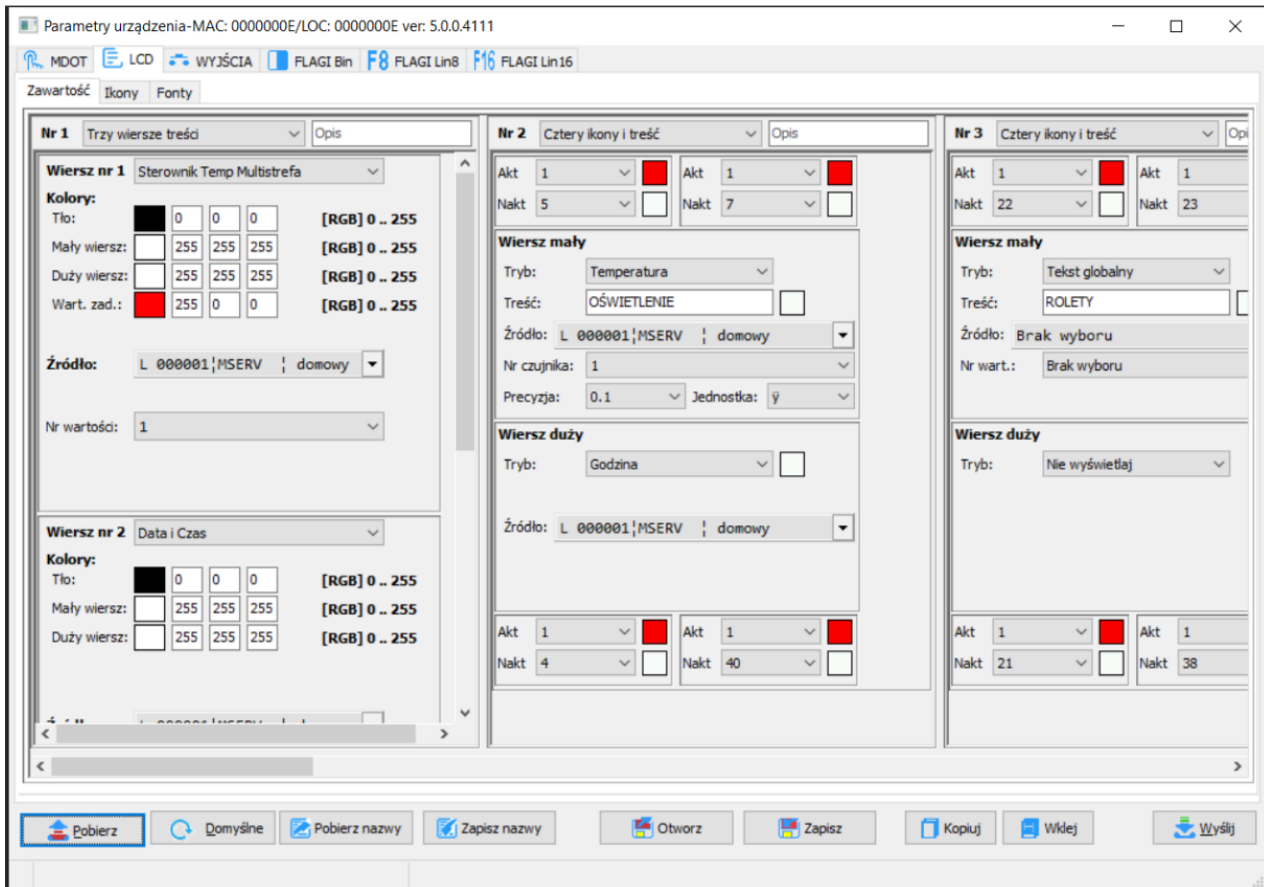 Parametry urządzenia-MAC: 0000000E/LOC: 0000000E ver: 5.0.0.4111
MDOT LCD WYJŚCIA FLAGI Bin F8 FLAGI Lin8 F16 FLAGI Lin16
Zawartość Ikony Fonty
Nr 1 Trzy wiersze treści Opis
Wiersz nr 1 Sterownik Temp Multistrefa
Kolory:
Tło: 0 0 0 [RGB] 0 .. 255
Mały wiersz: 255 255 255 [RGB] 0 .. 255
Duży wiersz: 255 255 255 [RGB] 0 .. 255
Wart. zad.: 255 0 0 [RGB] 0 .. 255
Źródło: L 000001¦MSERV ¦ domowy
Nr wartości: 1
Wiersz nr 2 Data i Czas
Kolory:
Tło: 0 0 0 [RGB] 0 .. 255
Mały wiersz: 255 255 255 [RGB] 0 .. 255
Duży wiersz: 255 255 255 [RGB] 0 .. 255
Nr 2 Cztery ikony i treść Opis
Akt 1 Akt 1
Nakt 5 Nakt 7
Wiersz mały
Tryb: Temperatura
Treść: OŚWIETLENIE
Źródło: L 000001¦MSERV ¦ domowy
Nr czujnika: 1
Precyzja: 0.1 Jednostka: ÿ
Wiersz duży
Tryb: Godzina
Źródło: L 000001¦MSERV ¦ domowy
Akt 1 Akt 1
Nakt 4 Nakt 40
Nr 3 Cztery ikony i treść Opi
Akt 1 Akt 1
Nakt 22 Nakt 23
Wiersz mały
Tryb: Tekst globalny
Treść: ROLETY
Źródło: Brak wyboru
Nr wart.: Brak wyboru
Wiersz duży
Tryb: Nie wyświetlaj
Akt 1 Akt 1
Nakt 21 Nakt 38
Pobierz Domyślne Pobierz nazwy Zapisz nazwy Otworz Zapisz Kopiuj Wklej Wyślij